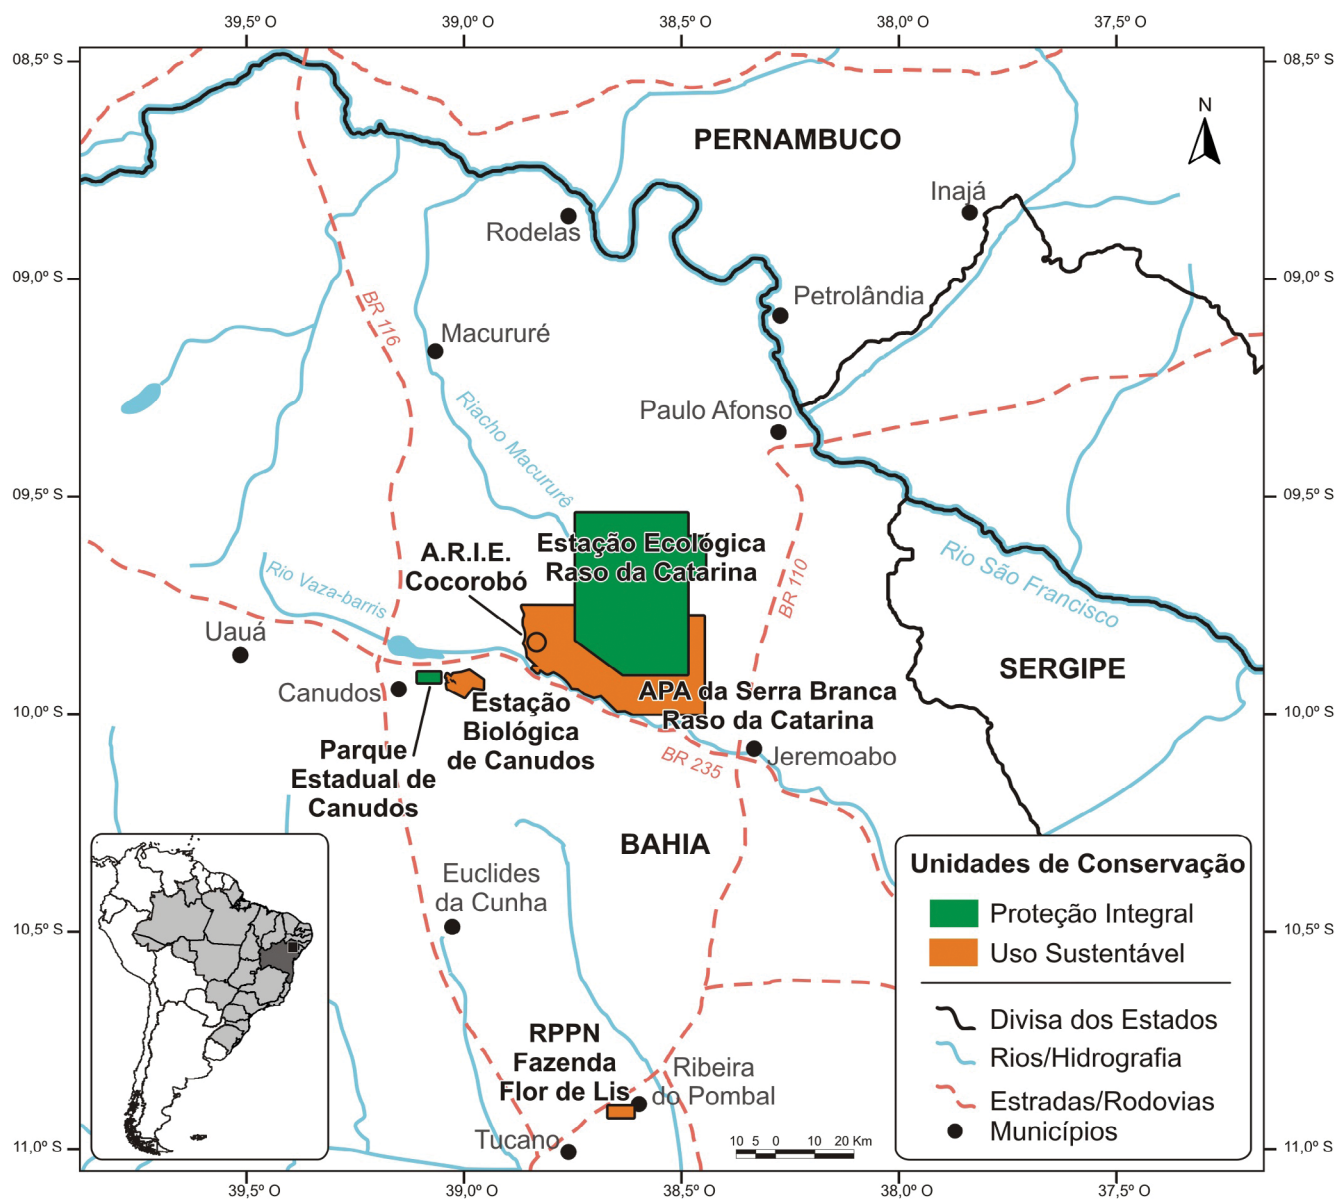 39,5º O
39,0º O
38,5º O
38,0º O
37,5º O
08,5º S
08,5º S
N
PERNAMBUCO
Inajá
Rodelas
09,0º S
09,0º S
Petrolândia
BR 116
Macururé
Riacho Macururé
Paulo Afonso
09,5º S
09,5º S
A.R.I.E.
Cocorobó
Estação Ecológica
Raso da Catarina
Rio São Francisco
BR 110
Rio Vaza-barris
Uauá
SERGIPE
Canudos
APA da Serra Branca
Raso da Catarina
10,0º S
10,0º S
Estação
Biológica
de Canudos
Parque
Estadual de
Canudos
BR 235
Jeremoabo
BAHIA
Euclides
da Cunha
10,5º S
10,5º S
Unidades de Conservação
Proteção Integral
Uso Sustentável
Divisa dos Estados
Rios/Hidrografia
Estradas/Rodovias
Municípios
RPPN
Fazenda
Flor de Lis
Ribeira
do Pombal
Tucano
10 5 0 10 20 Km
11,0º S
11,0º S
39,5º O
39,0º O
38,5º O
38,0º O
37,5º O